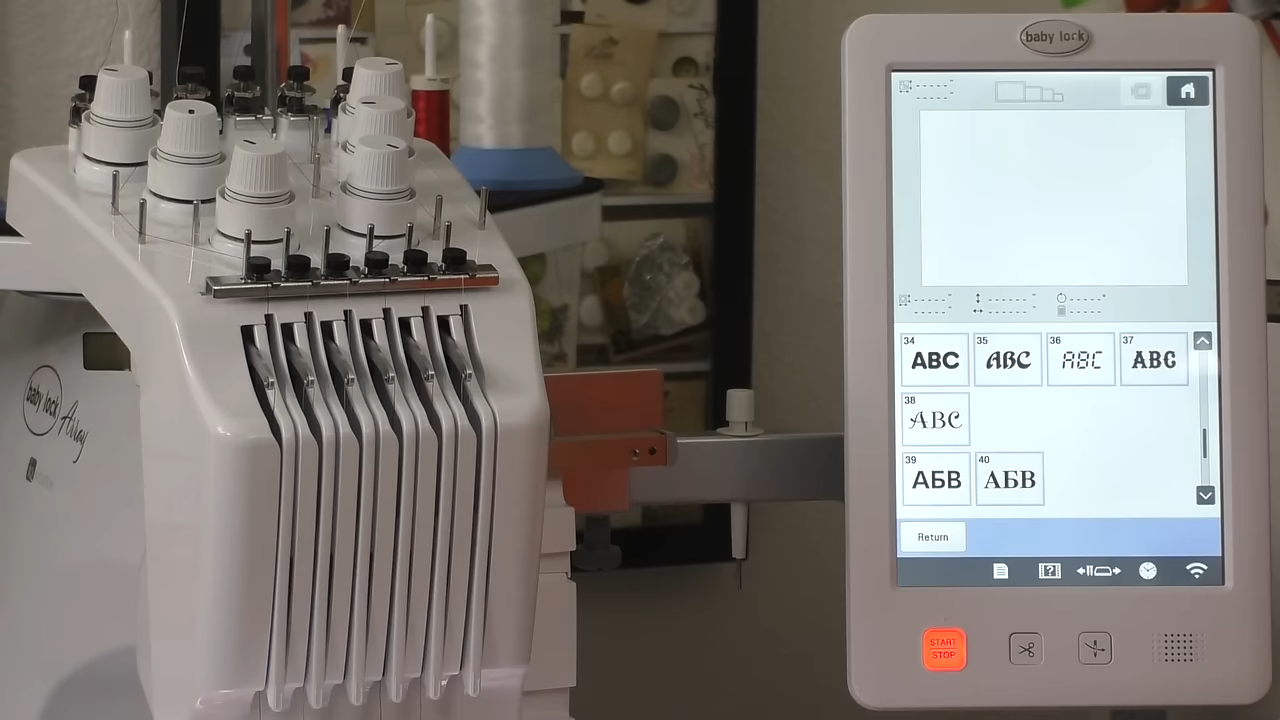 baby lock
34
ABC
35
ABC
36
ABC
37
ABC
38
ABC
39
АБВ
40
АБВ
Return
START
STOP
baby lock
Array